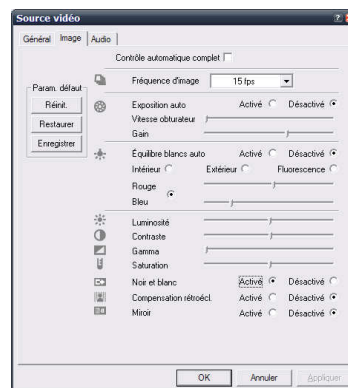 Source vidéo
Général Image Audio
Contrôle automatique complet
Param. défaut
Réinit.
Restaurer
Enregistrer
Fréquence d'image 15 fps
Exposition auto Activé Désactivé
Vitesse obturateur
Gain
Équilibre blancs auto Activé Désactivé
Intérieur Extérieur Fluorescence
Rouge
Bleu
Luminosité
Contraste
Gamma
Saturation
Noir et blanc Activé Désactivé
Compensation rétroécl. Activé Désactivé
Miroir Activé Désactivé
OK Annuler Appliquer